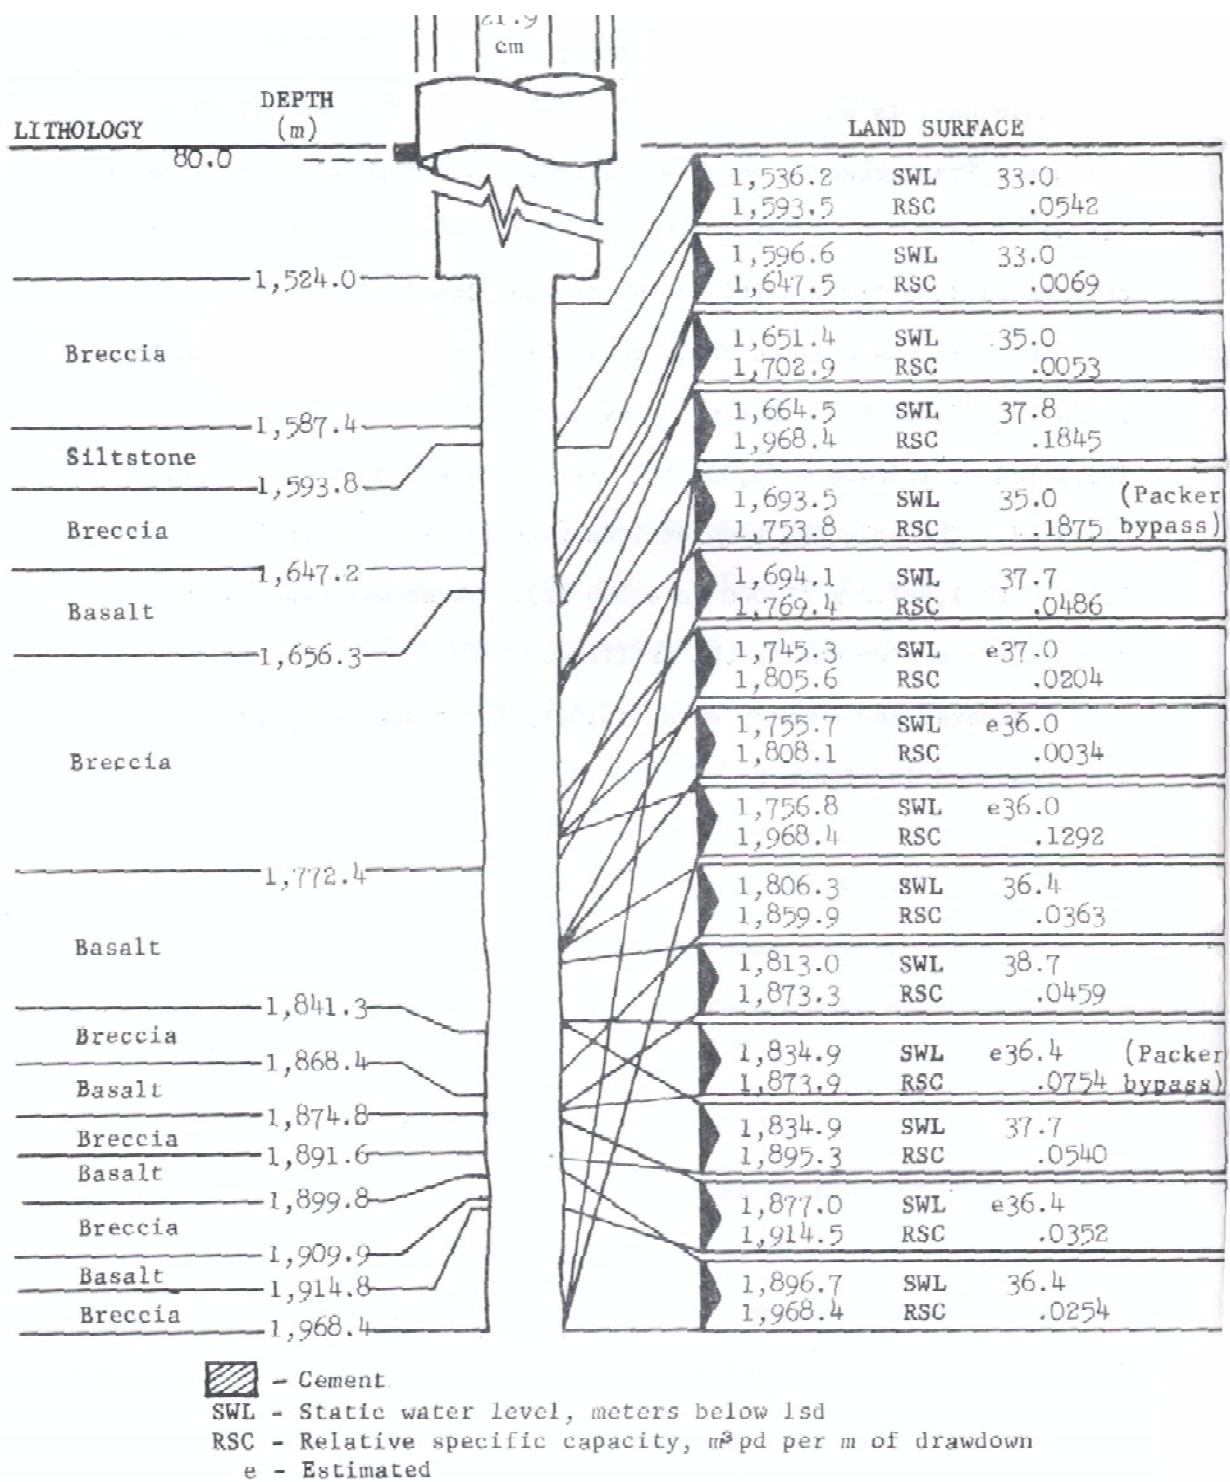 21.9
cm
DEPTH
LITHOLOGY (m) LAND SURFACE
80.0
1,536.2 SWL 33.0
1,593.5 RSC .0542
1,596.6 SWL 33.0
1,524.0
1,647.5 RSC .0069
1,651.4 SWL 35.0
Breccia
1,702.9 RSC .0053
1,664.5 SWL 37.8
1,587.4
1,968.4 RSC .1845
Siltstone
1,593.8
1,693.5 SWL 35.0 (Packer
1,753.8 RSC .1875 bypass)
Breccia
1,647.2
1,694.1 SWL 37.7
1,769.4 RSC .0486
Basalt
1,656.3
1,745.3 SWL e37.0
1,805.6 RSC .0204
1,755.7 SWL e36.0
1,808.1 RSC .0034
Breccia
1,756.8 SWL e36.0
1,968.4 RSC .1292
1,772.4
1,806.3 SWL 36.4
1,859.9 RSC .0363
Basalt
1,813.0 SWL 38.7
1,873.3 RSC .0459
1,841.3
Breccia
1,834.9 SWL e36.4 (Packer
1,873.9 RSC .0754 bypass)
1,868.4
Basalt
1,874.8
1,834.9 SWL 37.7
1,895.3 RSC .0540
Breccia
1,891.6
Basalt
1,899.8
1,877.0 SWL e36.4
1,914.5 RSC .0352
Breccia
1,909.9
Basalt
1,914.8
1,896.7 SWL 36.4
1,968.4 RSC .0254
Breccia
1,968.4
- Cement
SWL - Static water level, meters below lsd
RSC - Relative specific capacity, m³pd per m of drawdown
e - Estimated